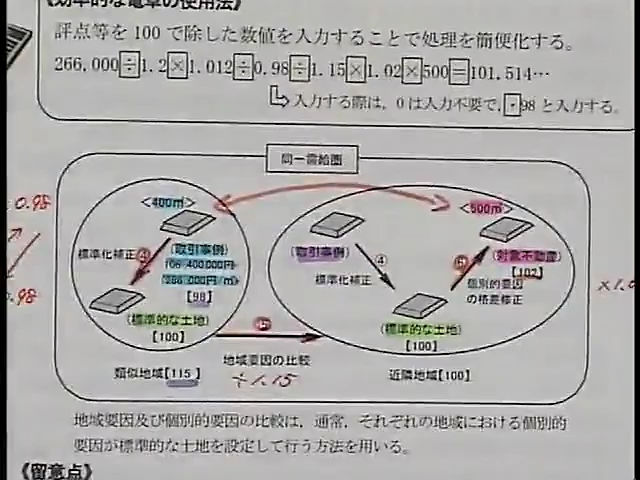 《効率的な電卓の使用法》
評点等を 100 で除した数値を入力することで処理を簡便化する。
266,000÷1.2×1.012÷0.98÷1.15×1.02×500=101.514…
入力する際は、0 は入力不要で、・98 と入力する。
同一需給圏
<400㎡>
<500㎡>
0.98
標準化補正④
(取引事例)
106,400,000円
(266,000円/㎡)
[98]
(取引事例)
標準化補正
④
⑥
(対象不動産)
[102]
個別的要因
の格差修正
0.98
×1.0
(標準的な土地)
[100]
⑤
(標準的な土地)
[100]
地域要因の比較
÷1.15
類似地域[115]
近隣地域[100]
地域要因及び個別的要因の比較は、通常、それぞれの地域における個別的
要因が標準的な土地を設定して行う方法を用いる。
《留意点》